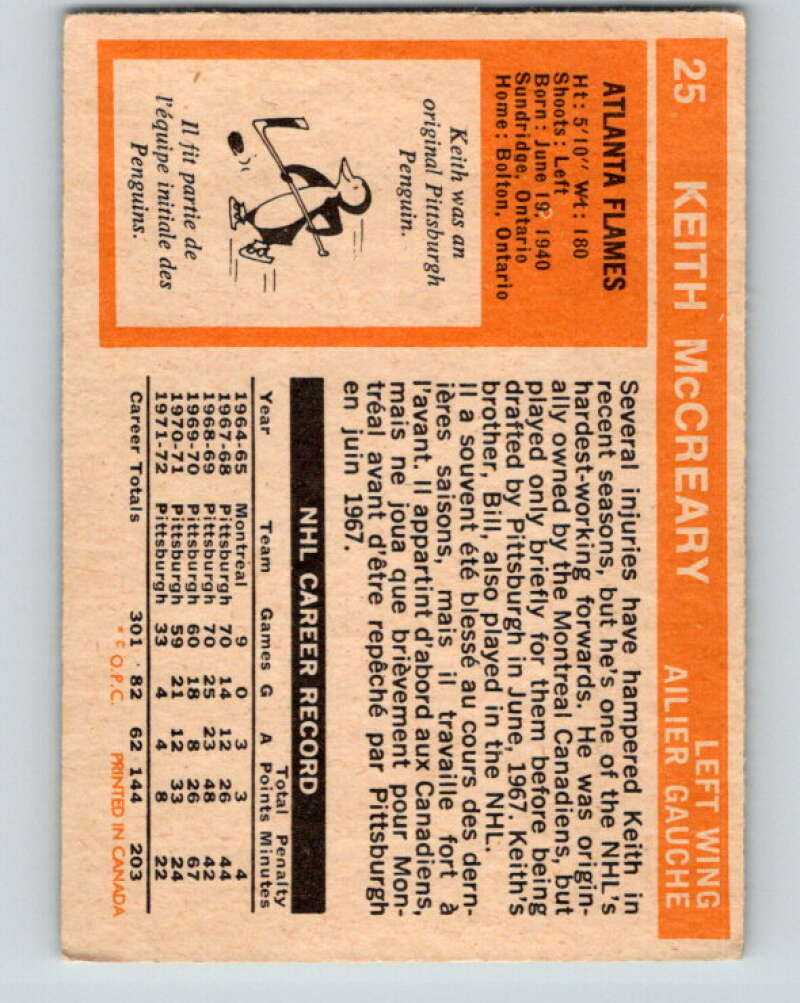 25 KEITH McCREARY
LEFT WING
AILIER GAUCHE
ATLANTA FLAMES
Ht: 5'10" Wt: 180
Shoots: Left
Born: June 19, 1940
Sundridge, Ontario
Home: Bolton, Ontario
Keith was an
original Pittsburgh
Penguin.
Il fit partie de
l'équipe initiale des
Penguins.
Several injuries have hampered Keith in
recent seasons, but he's one of the NHL's
hardest-working forwards. He was origin-
ally owned by the Montreal Canadiens, but
played only briefly for them before being
drafted by Pittsburgh in June, 1967. Keith's
brother, Bill, also played in the NHL.
Il a souvent été blessé au cours des dern-
ières saisons, mais il travaille fort à
l'avant. Il appartint d'abord aux Canadiens,
mais ne joua que brièvement pour Mon-
tréal avant d'être repêché par Pittsburgh
en juin 1967.
NHL CAREER RECORD
Total Penalty
Year Team Games G A Points Minutes
1964-65 Montreal 9 0 3 3 4
1967-68 Pittsburgh 70 14 12 26 44
1968-69 Pittsburgh 70 25 23 48 42
1969-70 Pittsburgh 60 18 8 26 67
1970-71 Pittsburgh 59 21 12 33 24
1971-72 Pittsburgh 33 4 4 8 22
Career Totals 301 82 62 144 203
* © O.P.C. PRINTED IN CANADA